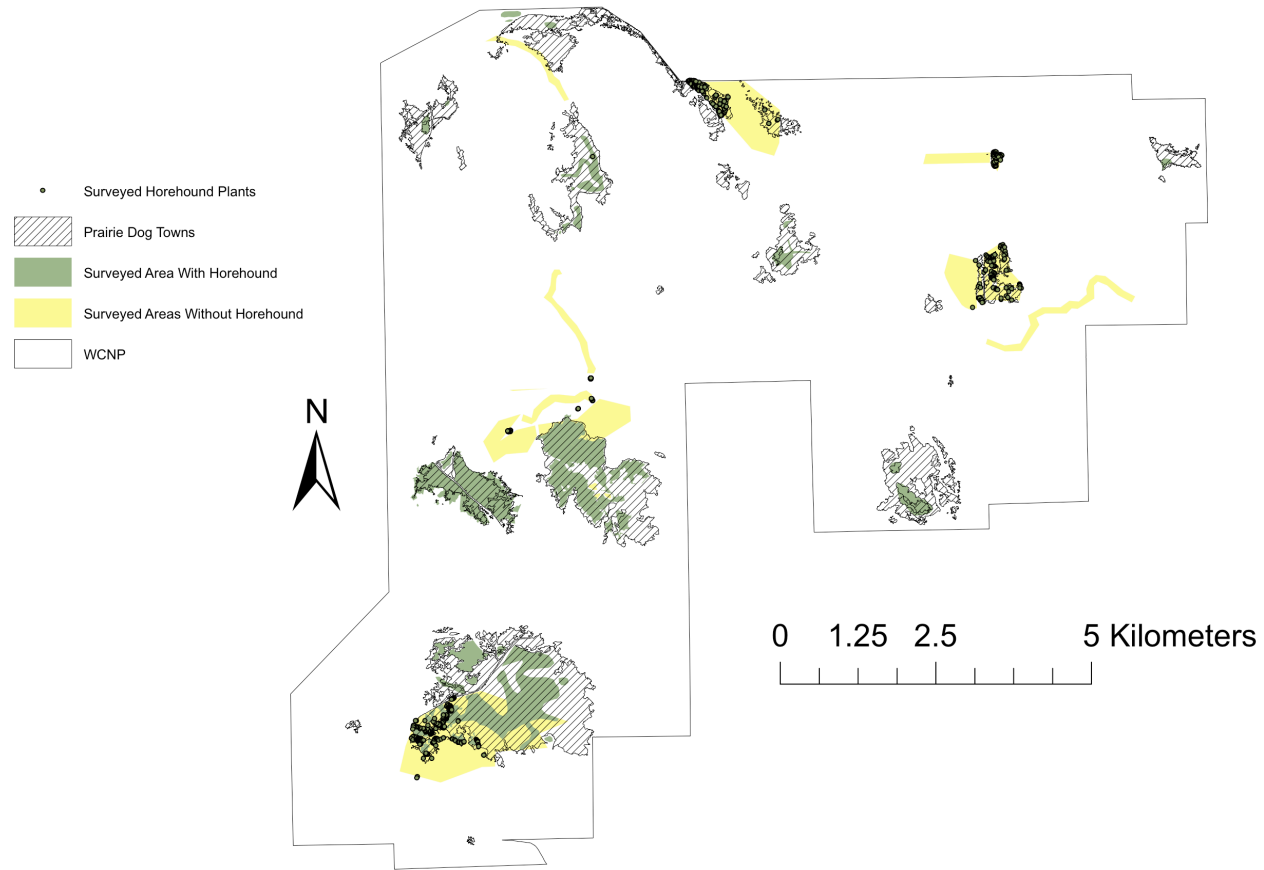 Surveyed Horehound Plants
Prairie Dog Towns
Surveyed Area With Horehound
Surveyed Areas Without Horehound
WCNP
N
0 1.25 2.5 5 Kilometers